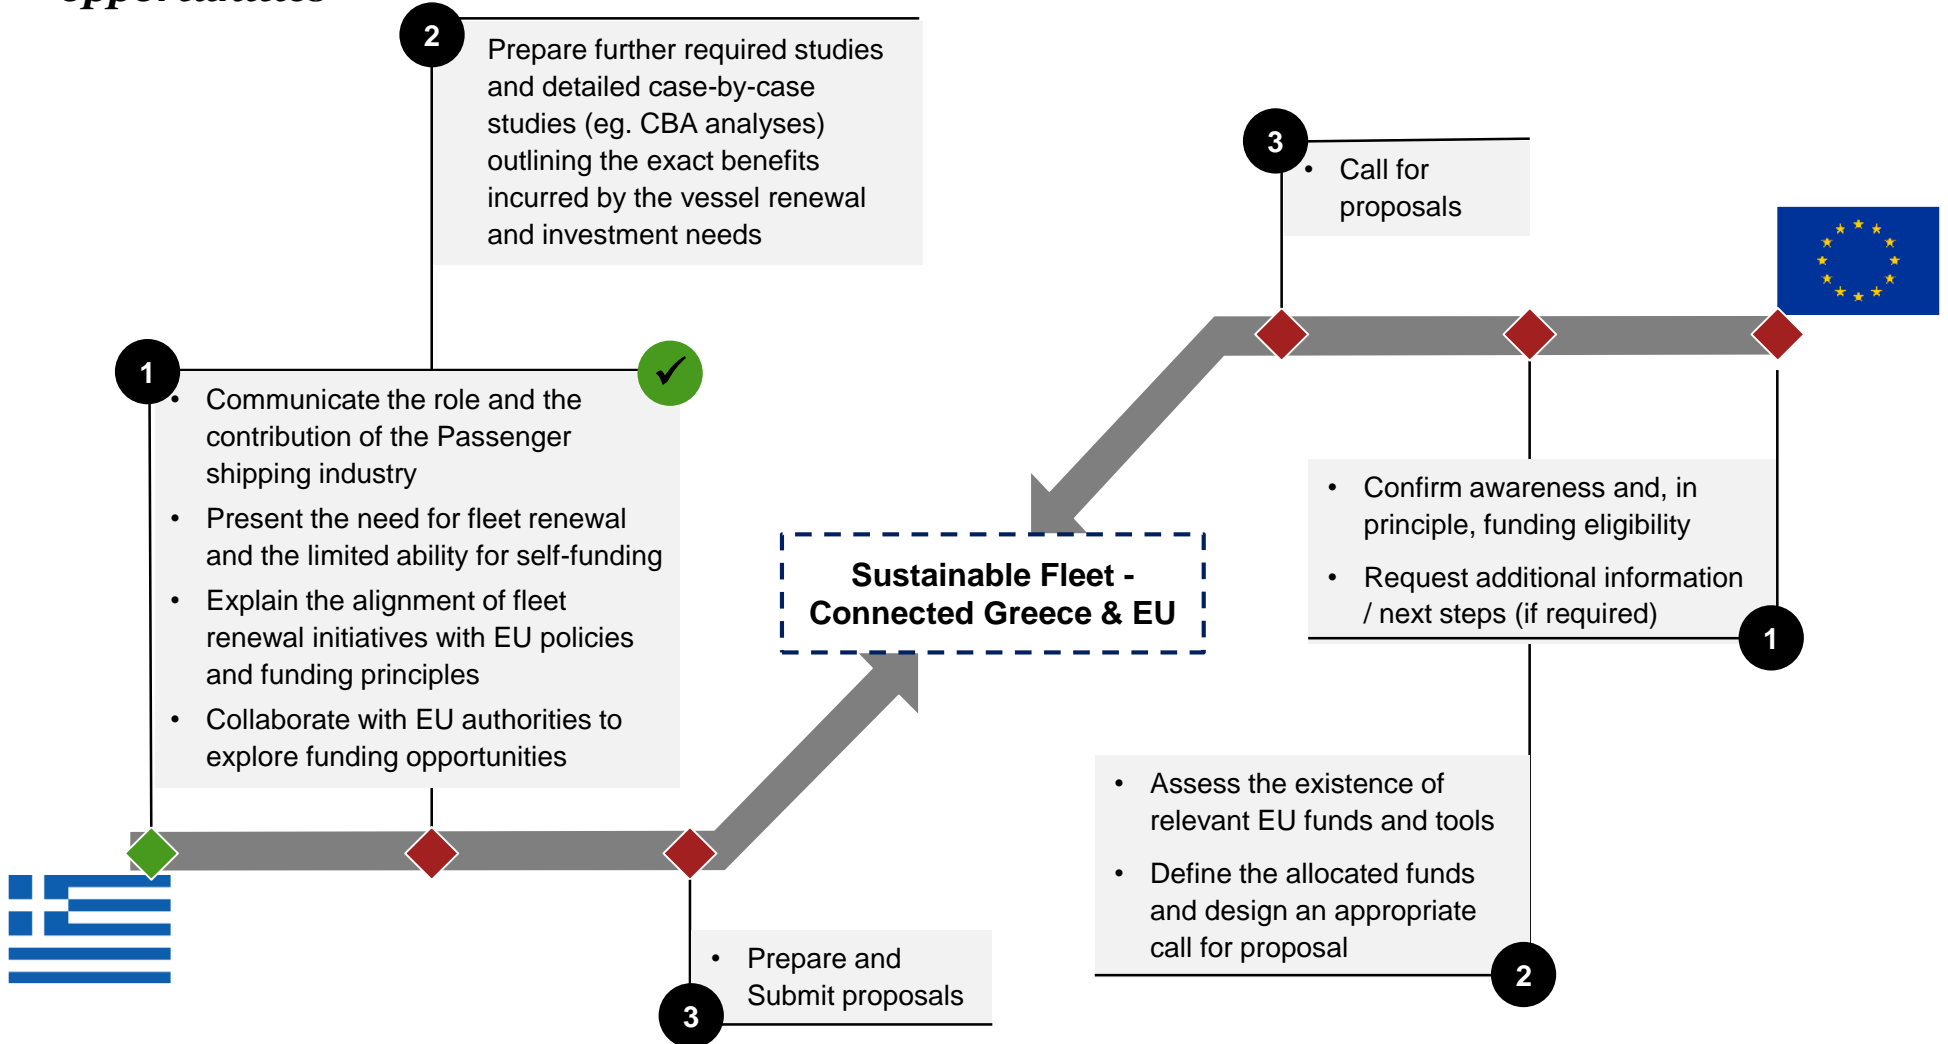 opportunities
2
Prepare further required studies
and detailed case-by-case
studies (eg. CBA analyses)
outlining the exact benefits
incurred by the vessel renewal
and investment needs
1
• Communicate the role and the
contribution of the Passenger
shipping industry
• Present the need for fleet renewal
and the limited ability for self-funding
• Explain the alignment of fleet
renewal initiatives with EU policies
and funding principles
• Collaborate with EU authorities to
explore funding opportunities
• Prepare and
Submit proposals
3
Sustainable Fleet -
Connected Greece & EU
3
• Call for
proposals
• Confirm awareness and, in
principle, funding eligibility
• Request additional information
/ next steps (if required)
1
• Assess the existence of
relevant EU funds and tools
• Define the allocated funds
and design an appropriate
call for proposal
2